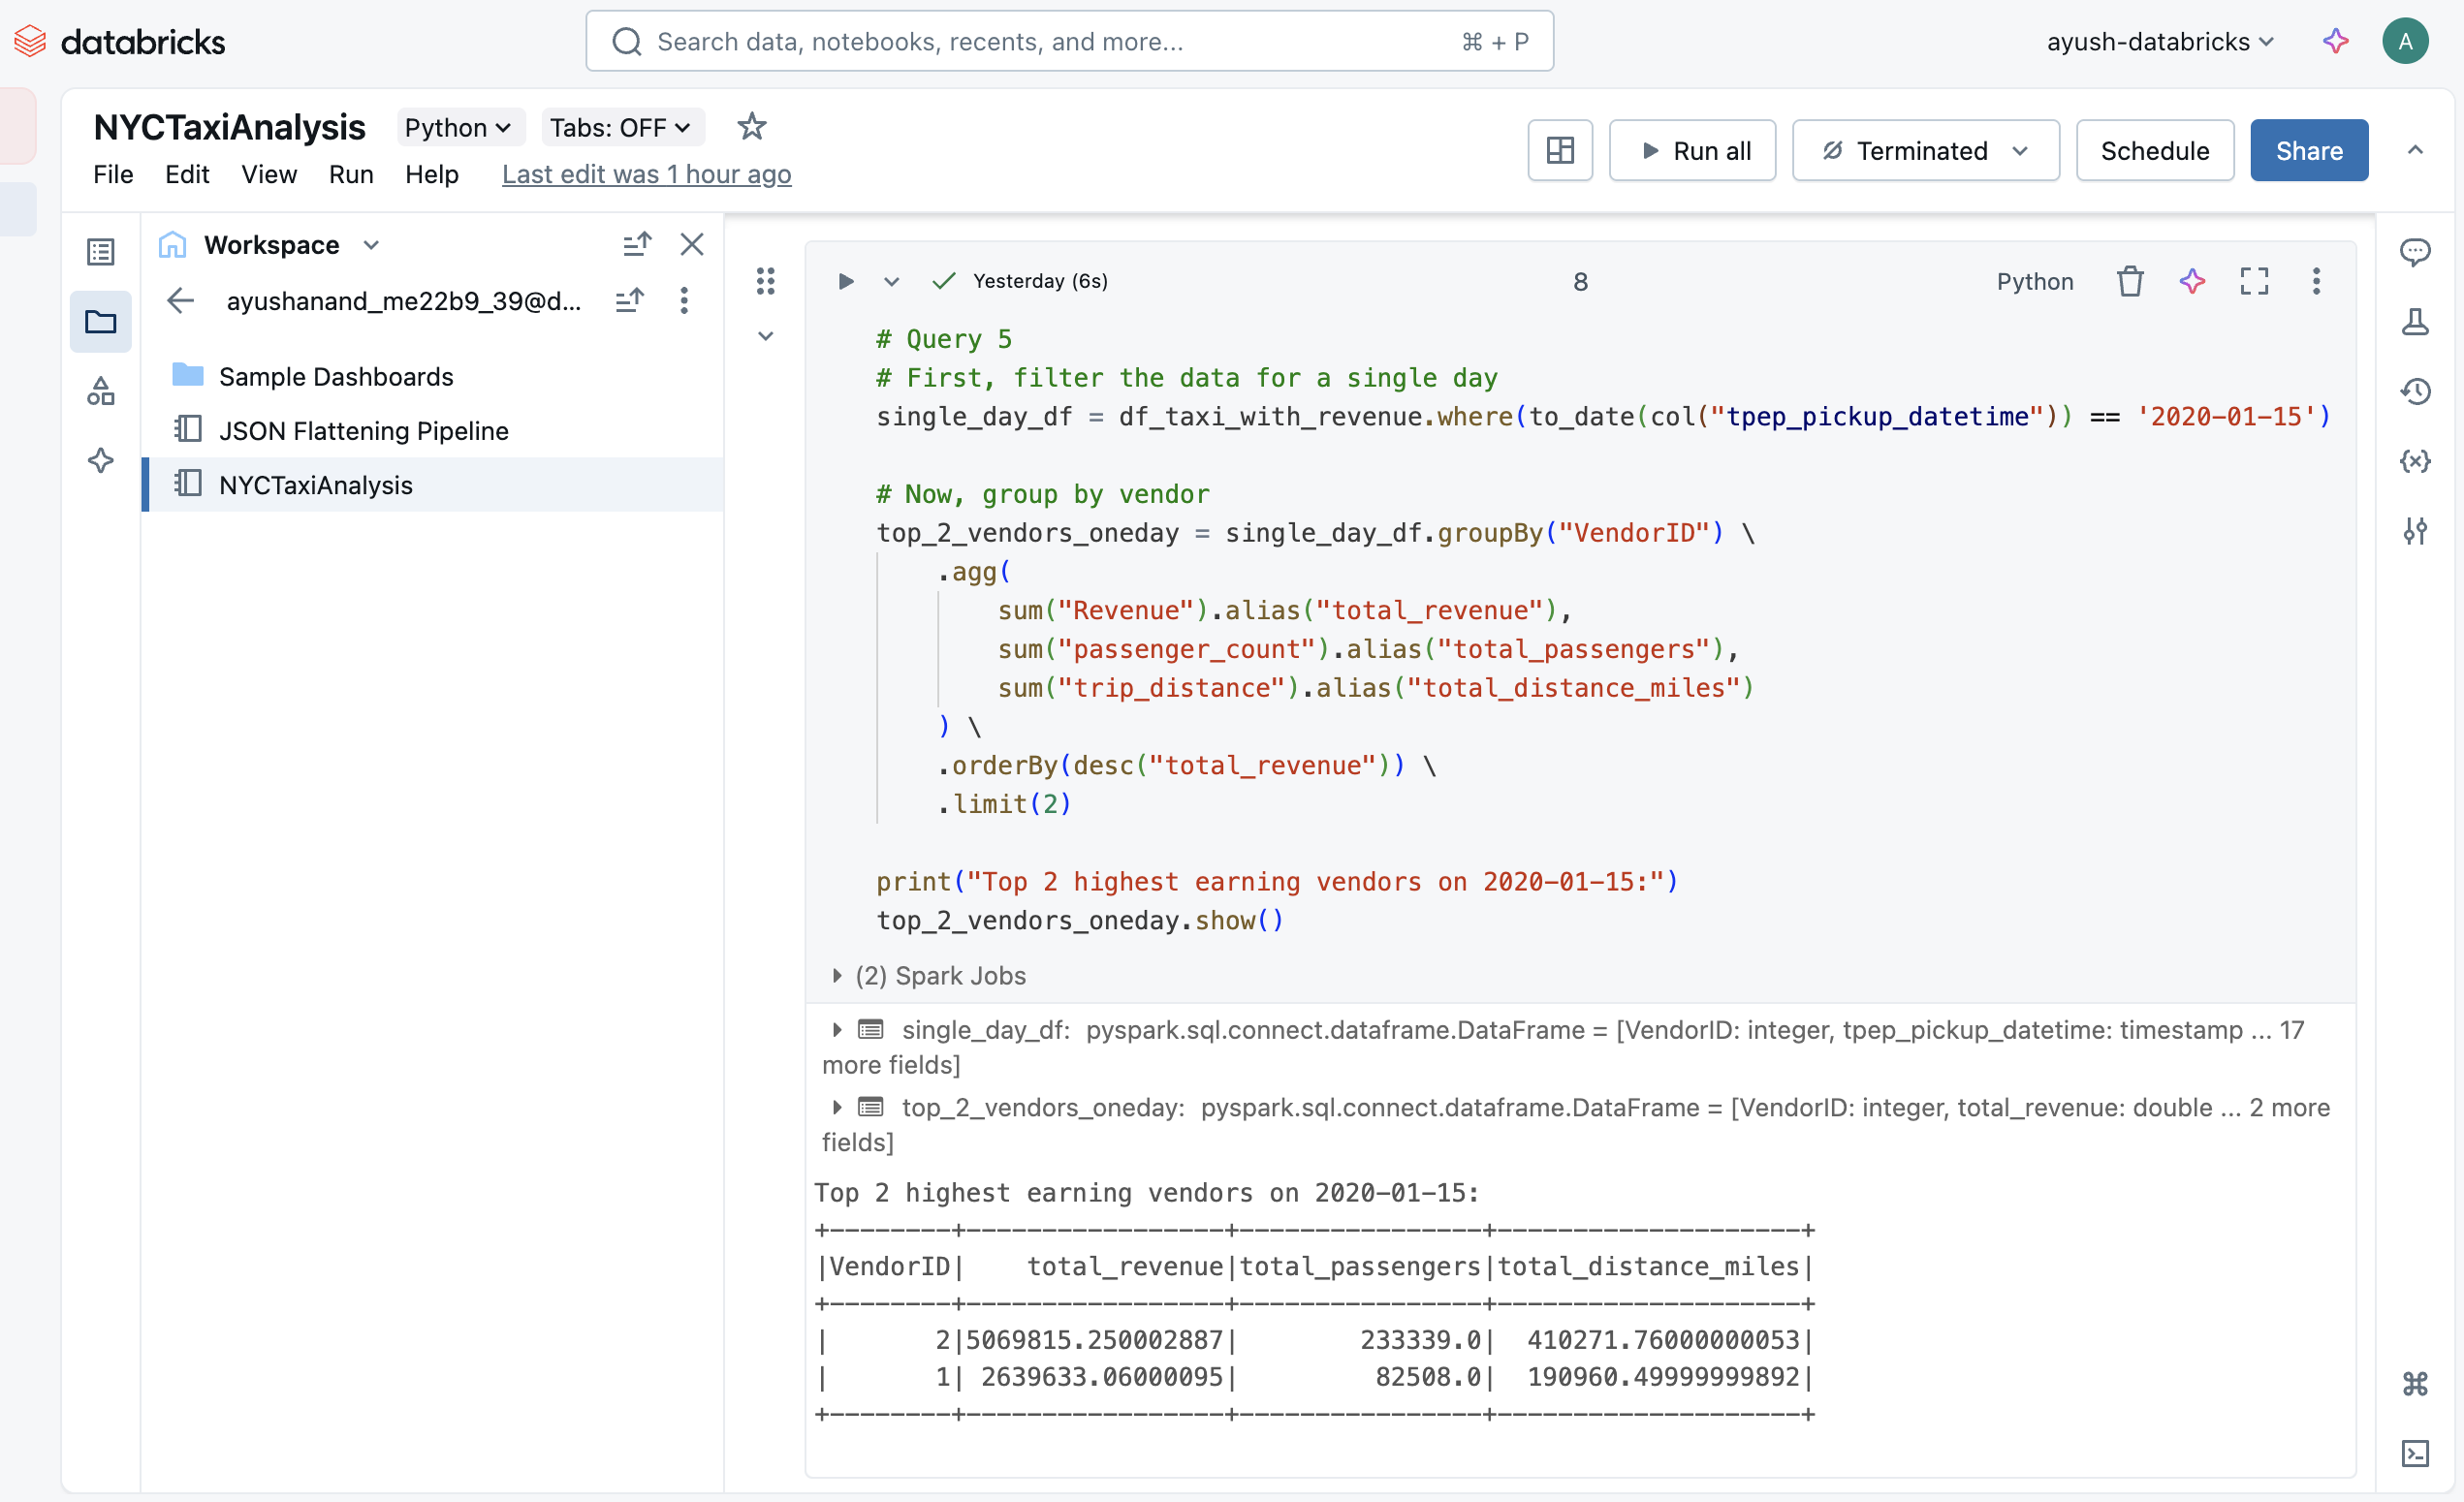 databricks
Search data, notebooks, recents, and more...
⌘ + P
ayush-databricks
A
NYCTaxiAnalysis
Python
Tabs: OFF
File Edit View Run Help Last edit was 1 hour ago
Run all
Terminated
Schedule
Share
Workspace
ayushanand_me22b9_39@d...
Sample Dashboards
JSON Flattening Pipeline
NYCTaxiAnalysis
Yesterday (6s)
8
Python
# Query 5
# First, filter the data for a single day
single_day_df = df_taxi_with_revenue.where(to_date(col("tpep_pickup_datetime")) == '2020-01-15')
# Now, group by vendor
top_2_vendors_oneday = single_day_df.groupBy("VendorID") \
    .agg(
        sum("Revenue").alias("total_revenue"),
        sum("passenger_count").alias("total_passengers"),
        sum("trip_distance").alias("total_distance_miles")
    ) \
    .orderBy(desc("total_revenue")) \
    .limit(2)
print("Top 2 highest earning vendors on 2020-01-15:")
top_2_vendors_oneday.show()
(2) Spark Jobs
single_day_df: pyspark.sql.connect.dataframe.DataFrame = [VendorID: integer, tpep_pickup_datetime: timestamp ... 17
more fields]
top_2_vendors_oneday: pyspark.sql.connect.dataframe.DataFrame = [VendorID: integer, total_revenue: double ... 2 more
fields]
Top 2 highest earning vendors on 2020-01-15:
+--------+-----------------+----------------+--------------------+
|VendorID|    total_revenue|total_passengers|total_distance_miles|
+--------+-----------------+----------------+--------------------+
|       2|5069815.250002887|        233339.0|  410271.76000000053|
|       1| 2639633.06000095|         82508.0|  190960.49999999892|
+--------+-----------------+----------------+--------------------+